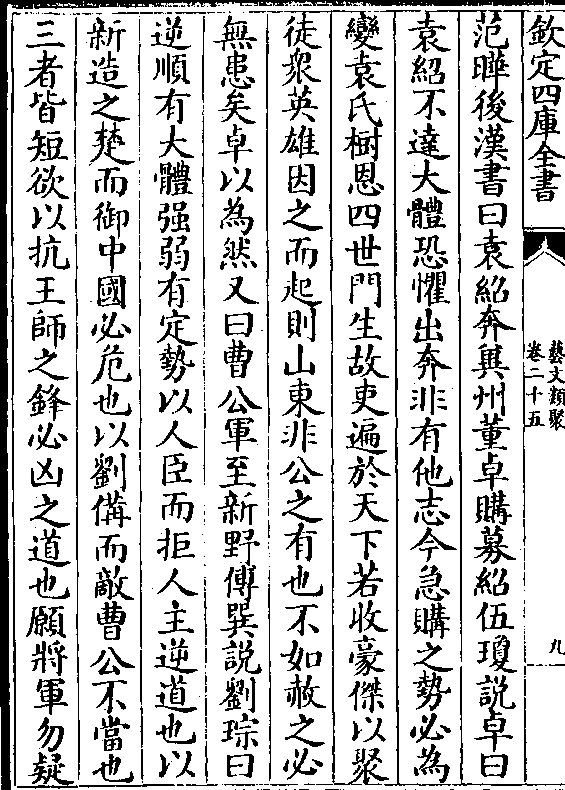 欽定四庫全書
藝文類聚
卷二十五
九
范曄後漢書曰袁紹奔兾州董卓購募紹伍瓊說卓曰
袁紹不達大體恐懼出奔非有他志今急購之勢必為
變袁氏樹恩四世門生故吏遍於天下若收豪傑以聚
徒衆英雄因之而起則山東非公之有也不如赦之必
無患矣卓以為然又曰曹公軍至新野傅巽說劉琮曰
逆順有大體强弱有定勢以人臣而拒人主逆道也以
新造之楚而御中國必危也以劉備而敵曹公不當也
三者皆短欲以抗王師之鋒必凶之道也願將軍勿疑